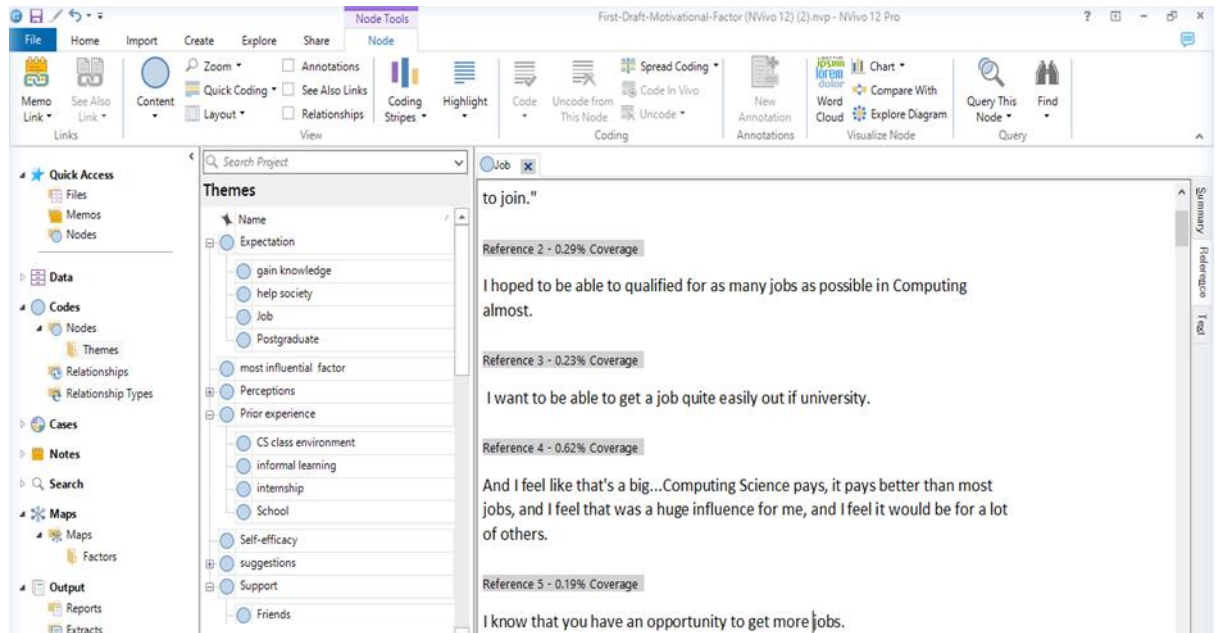 Node Tools
First-Draft-Motivational-Factor (NVivo 12) (2).nvp - NVivo 12 Pro
File Home Import Create Explore Share Node
Memo Link
See Also Link
Links
Content
Zoom
Quick Coding
Layout
Annotations
See Also Links
Relationships
Coding Stripes
Highlight
View
Code
Uncode from This Node
Spread Coding
Code In Vivo
Uncode
Coding
New Annotation
Annotations
ipsum
lorem
dolor
Word Cloud
Chart
Compare With
Explore Diagram
Visualize Node
Query This Node
Find
Query
Quick Access
Files
Memos
Nodes
Data
Codes
Nodes
Themes
Relationships
Relationship Types
Cases
Notes
Search
Maps
Maps
Factors
Output
Reports
Extracts
Search Project
Themes
Name
Expectation
gain knowledge
help society
Job
Postgraduate
most influential factor
Perceptions
Prior experience
CS class environment
informal learning
internship
School
Self-efficacy
suggestions
Support
Friends
Job
to join."
Reference 2 - 0.29% Coverage
I hoped to be able to qualified for as many jobs as possible in Computing
almost.
Reference 3 - 0.23% Coverage
I want to be able to get a job quite easily out if university.
Reference 4 - 0.62% Coverage
And I feel like that's a big...Computing Science pays, it pays better than most
jobs, and I feel that was a huge influence for me, and I feel it would be for a lot
of others.
Reference 5 - 0.19% Coverage
I know that you have an opportunity to get more jobs.
Summary
Reference
Text